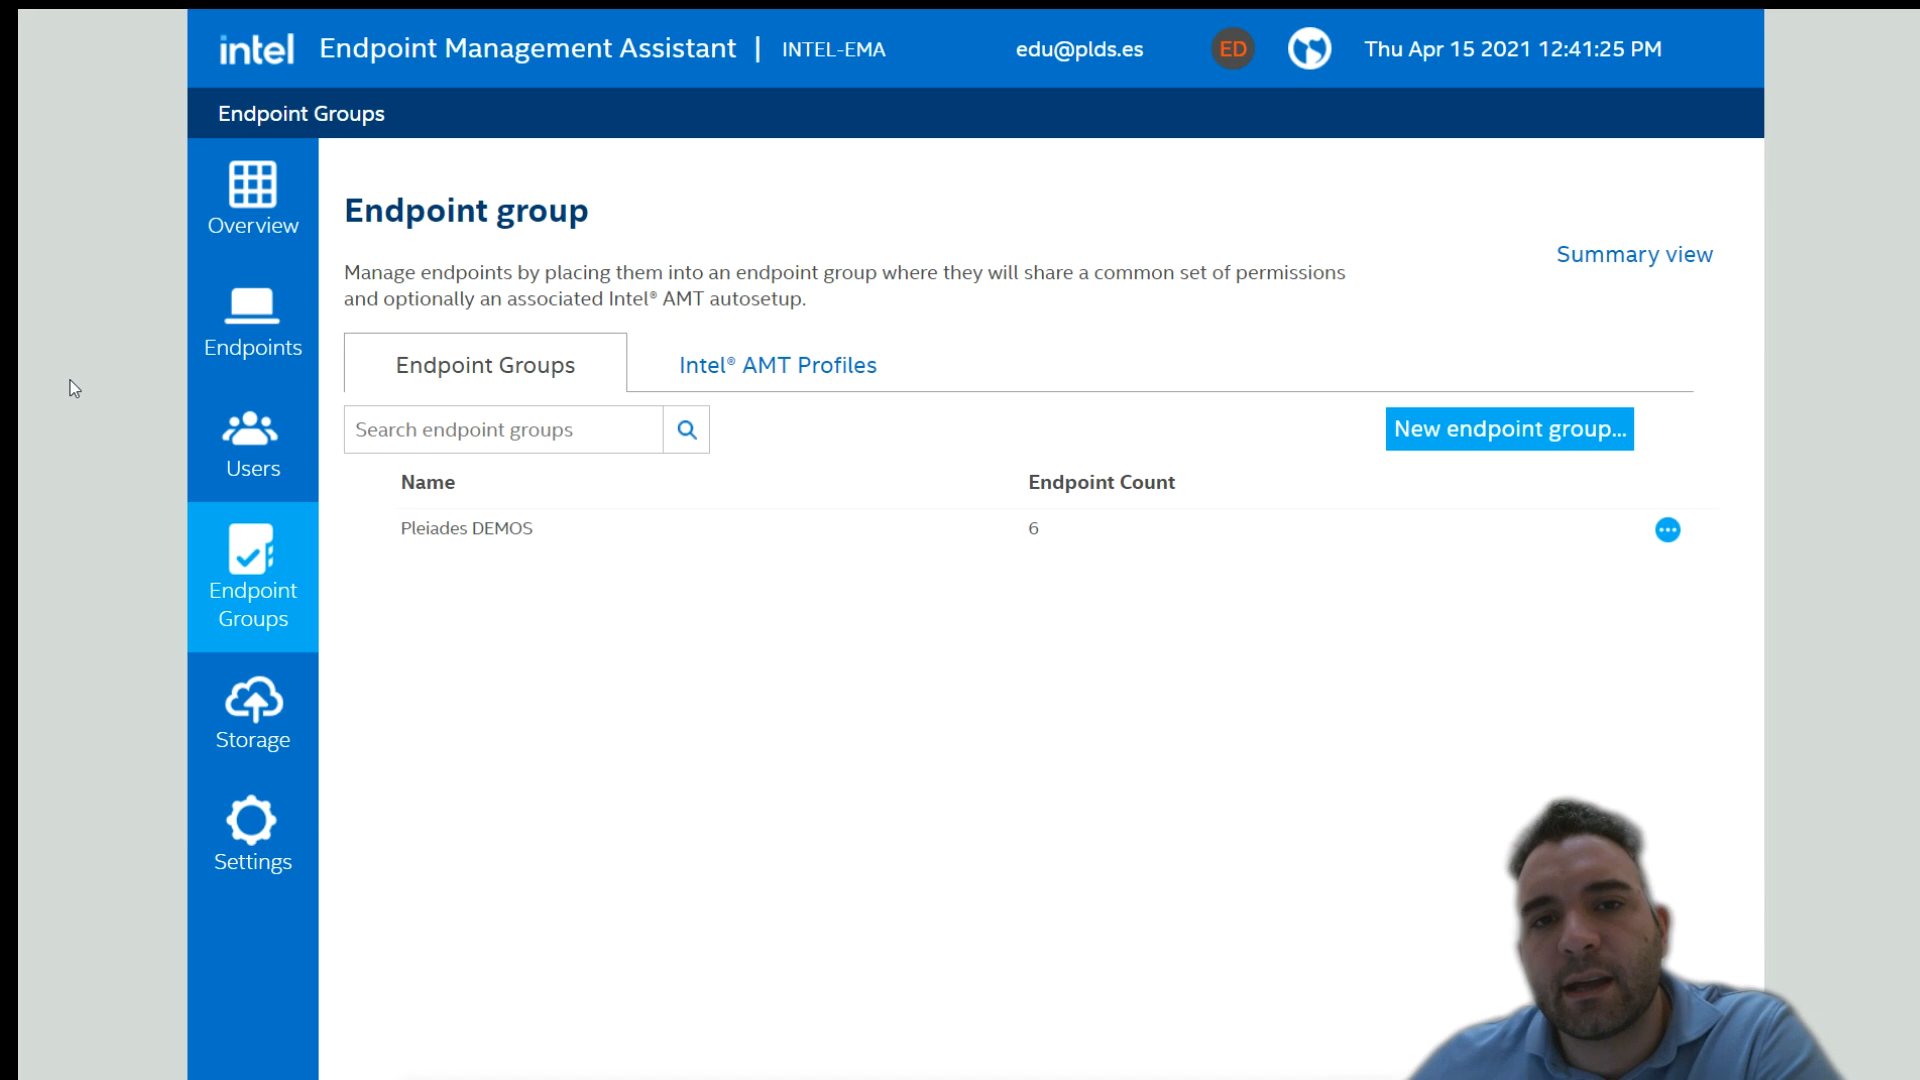 intel Endpoint Management Assistant | INTEL-EMA edu@plds.es ED Thu Apr 15 2021 12:41:25 PM
Endpoint Groups
Overview
Endpoints
Users
Endpoint
Groups
Storage
Settings
Endpoint group
Summary view
Manage endpoints by placing them into an endpoint group where they will share a common set of permissions
and optionally an associated Intel® AMT autosetup.
Endpoint Groups Intel® AMT Profiles
Search endpoint groups New endpoint group...
Name Endpoint Count
Pleiades DEMOS 6